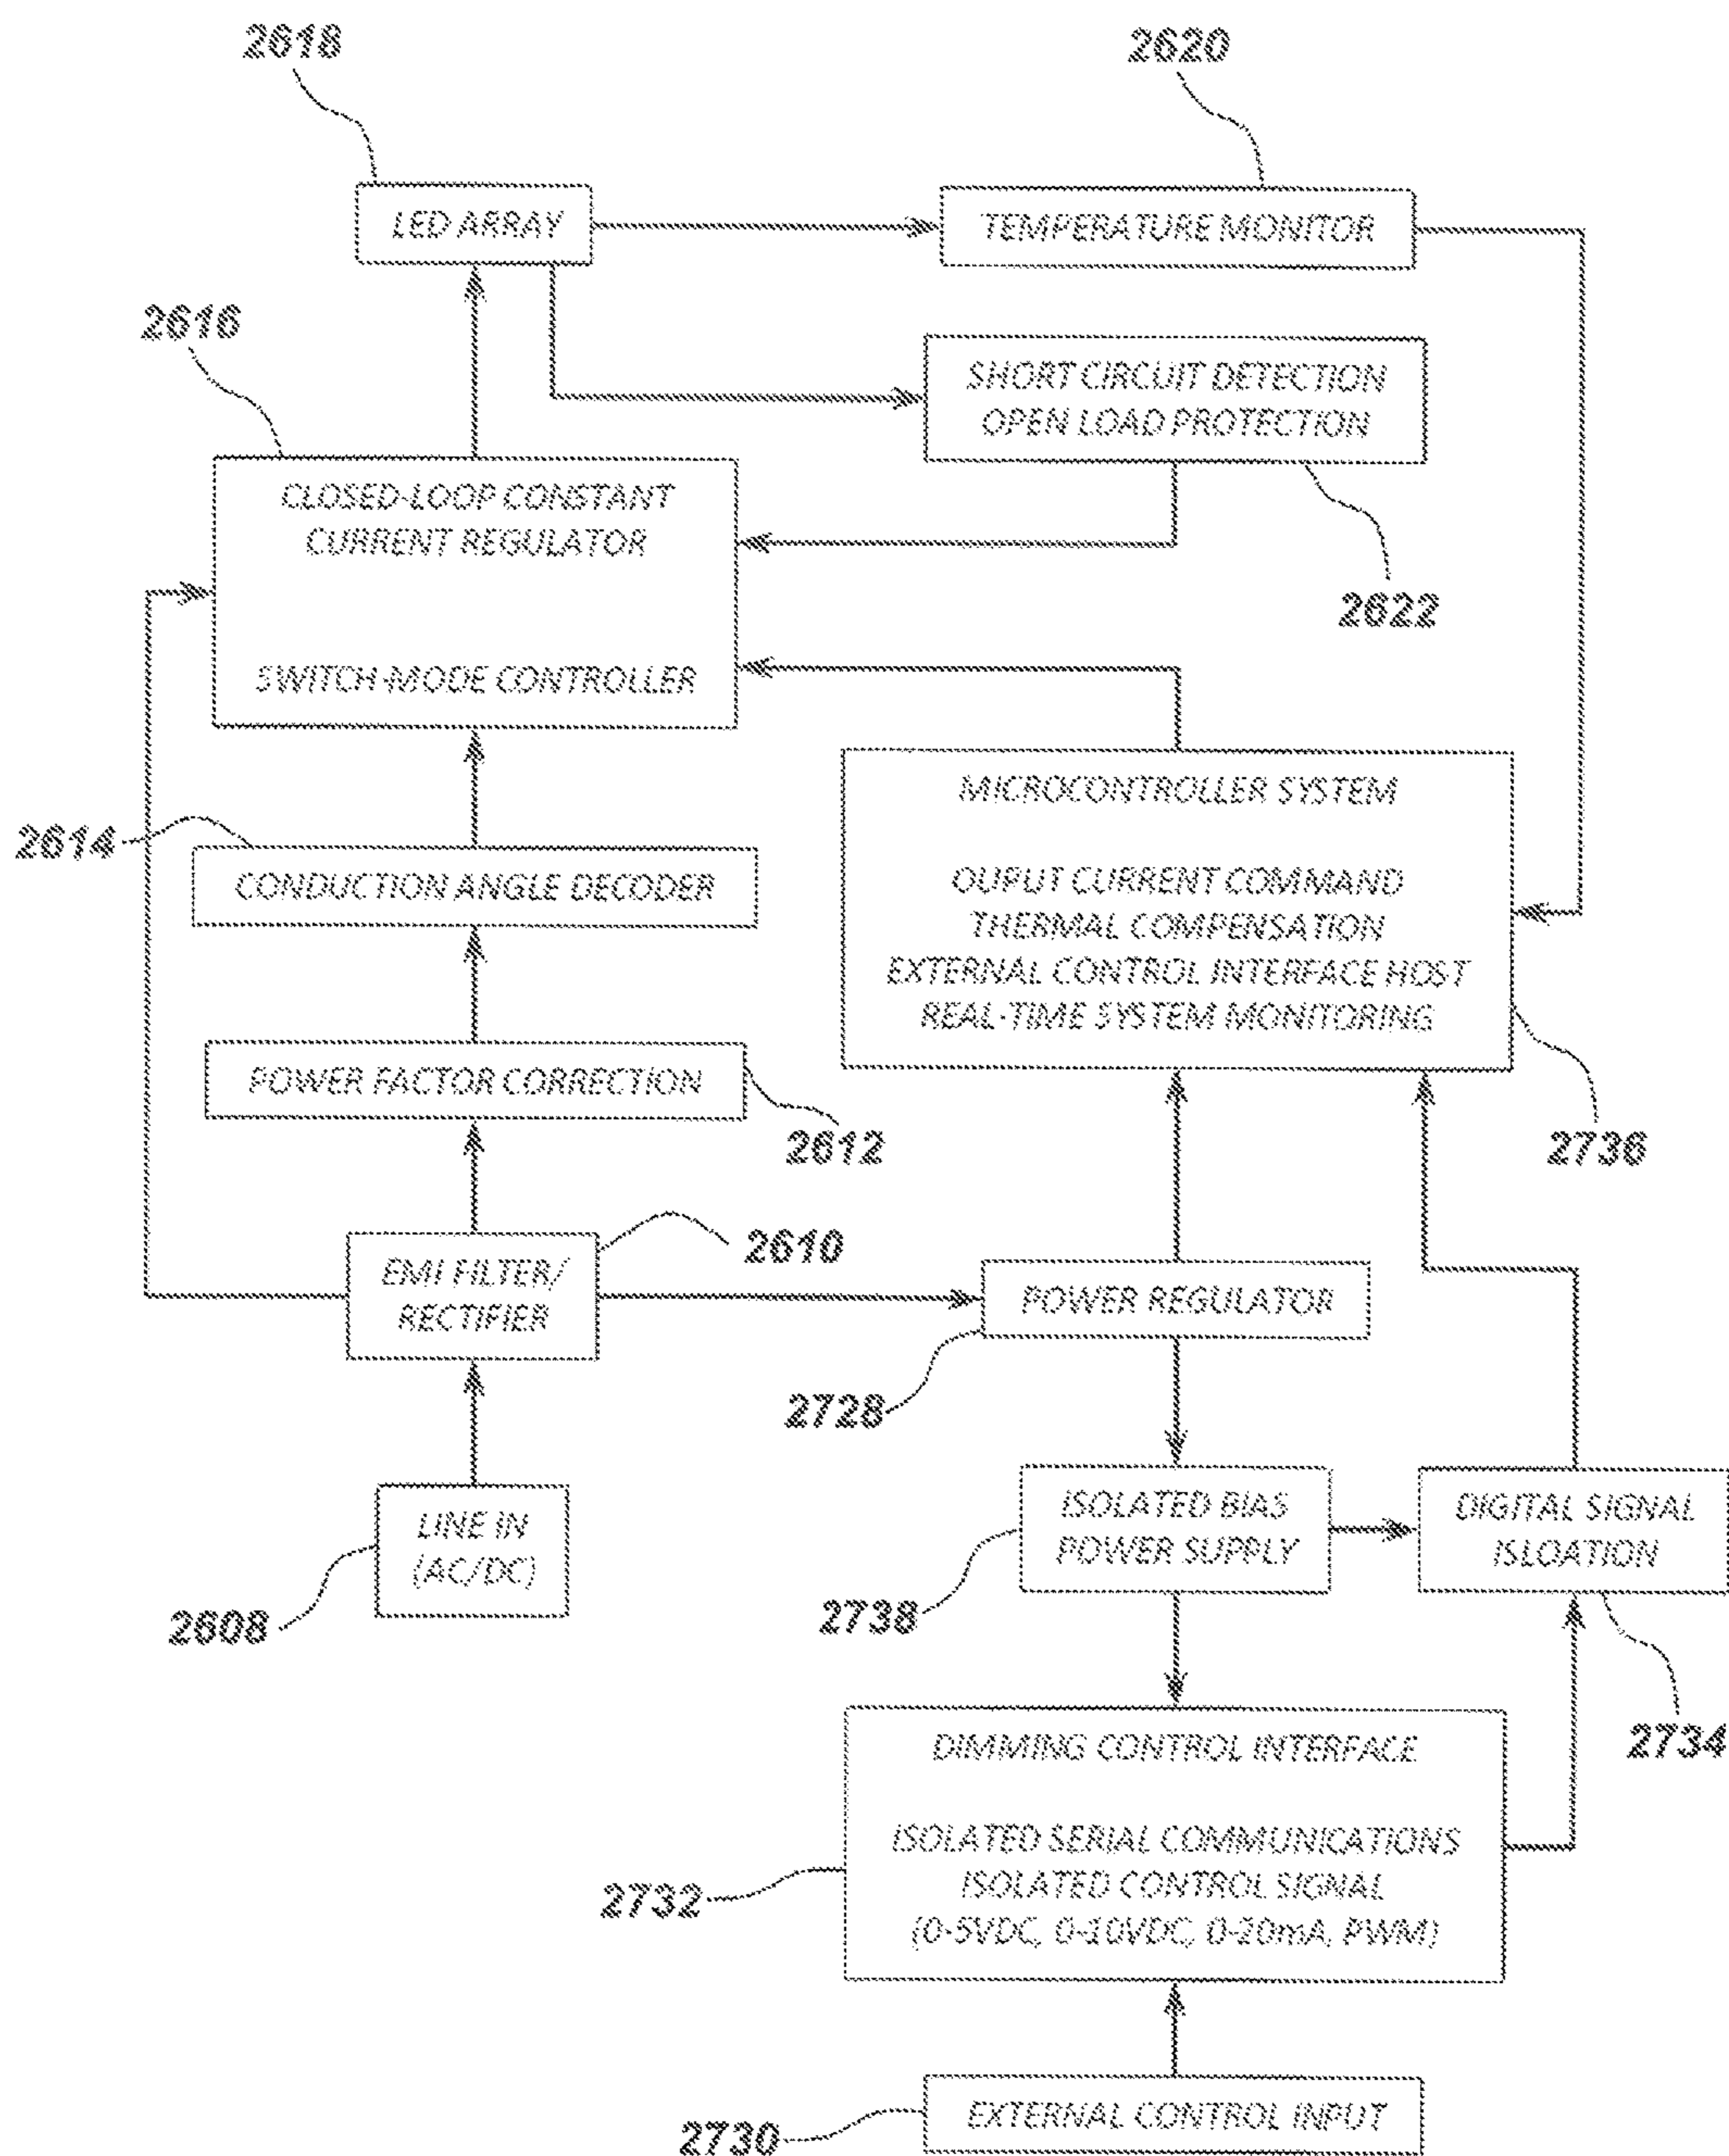 2618
2620
LED ARRAY
TEMPERATURE MONITOR
2616
SHORT CIRCUIT DETECTION
OPEN LOAD PROTECTION
CLOSED-LOOP CONSTANT
CURRENT REGULATOR
2622
SWITCH-MODE CONTROLLER
MICROCONTROLLER SYSTEM
2614
CONDUCTION ANGLE DECODER
OUPUT CURRENT COMMAND
THERMAL COMPENSATION
EXTERNAL CONTROL INTERFACE HOST
REAL-TIME SYSTEM MONITORING
POWER FACTOR CORRECTION
2612
2736
2610
EMI FILTER/
RECTIFIER
POWER REGULATOR
2728
LINE IN
(AC/DC)
ISOLATED BIAS
POWER SUPPLY
DIGITAL SIGNAL
ISLOATION
2608
2738
2734
DIMMING CONTROL INTERFACE
ISOLATED SERIAL COMMUNICATIONS
ISOLATED CONTROL SIGNAL
(0-5VDC, 0-10VDC, 0-20mA, PWM)
2732
EXTERNAL CONTROL INPUT
2730